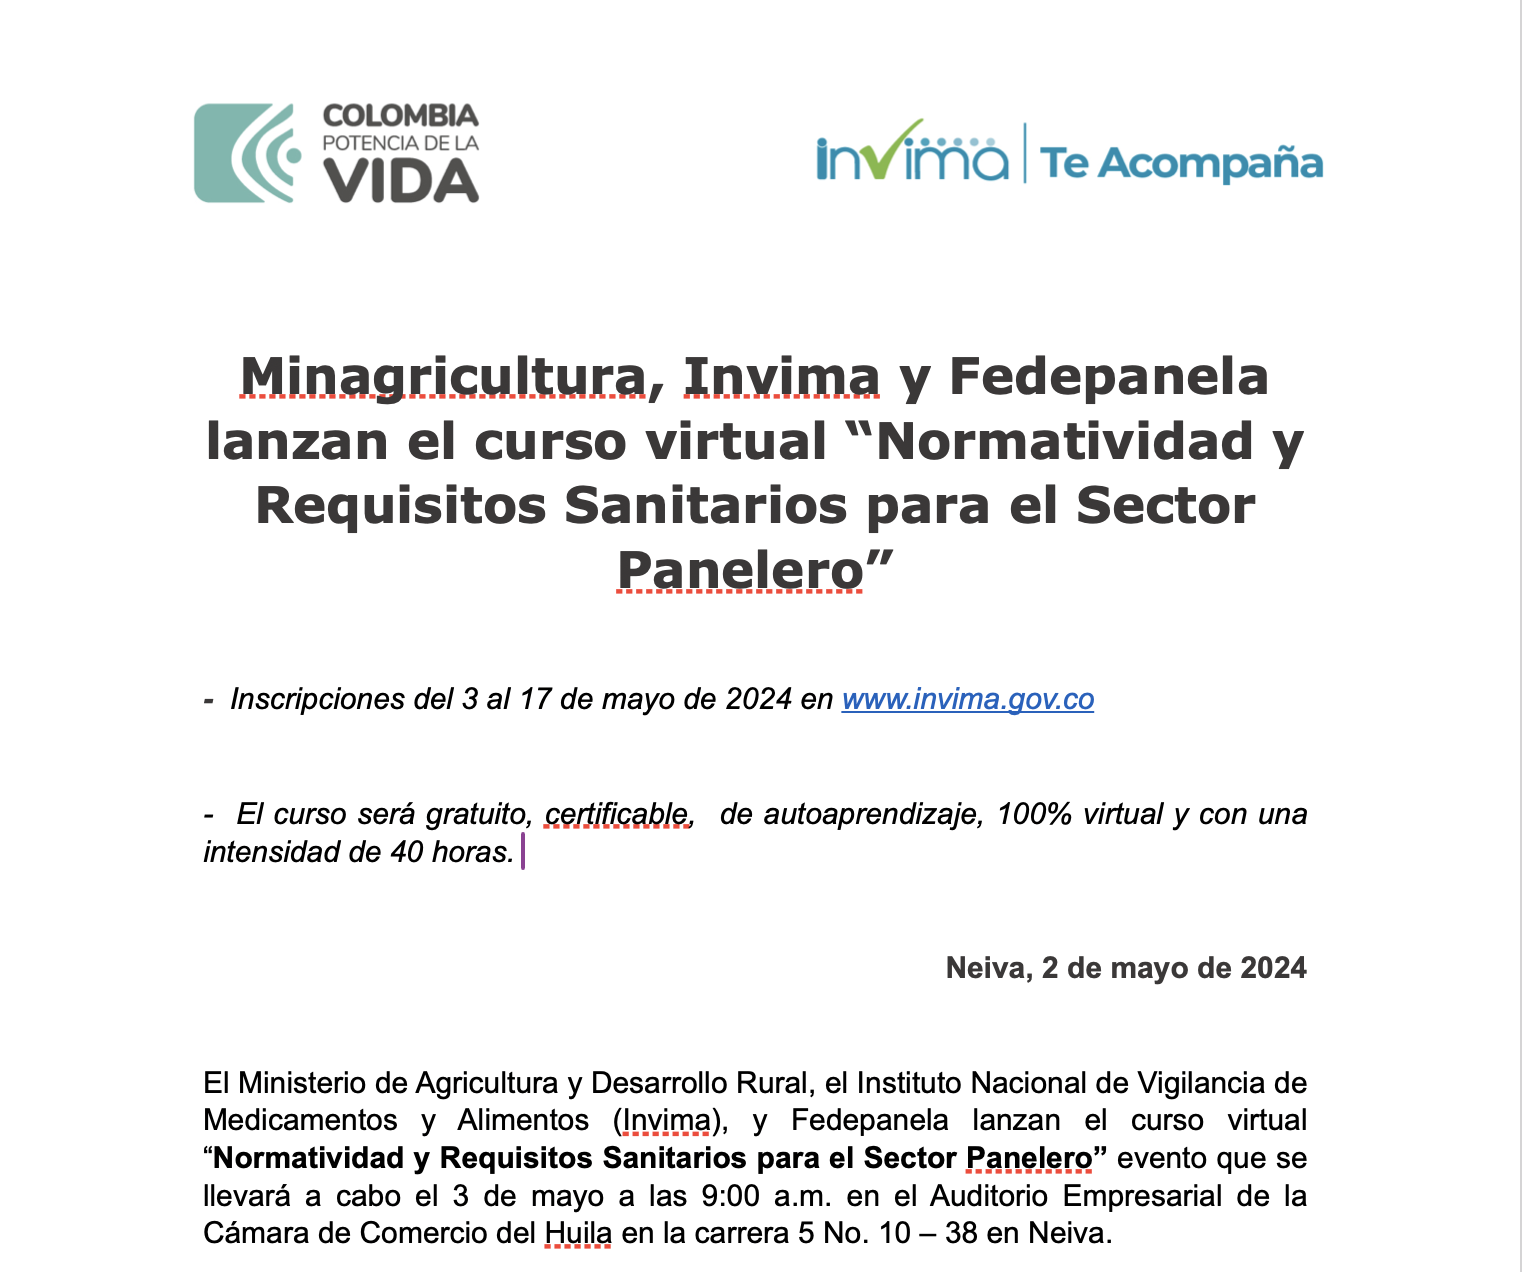 COLOMBIA
POTENCIA DE LA
VIDA
invima | Te Acompaña
Minagricultura, Invima y Fedepanela
lanzan el curso virtual “Normatividad y
Requisitos Sanitarios para el Sector
Panelero”
- Inscripciones del 3 al 17 de mayo de 2024 en www.invima.gov.co
- El curso será gratuito, certificable, de autoaprendizaje, 100% virtual y con una
intensidad de 40 horas.
Neiva, 2 de mayo de 2024
El Ministerio de Agricultura y Desarrollo Rural, el Instituto Nacional de Vigilancia de
Medicamentos y Alimentos (Invima), y Fedepanela lanzan el curso virtual
“Normatividad y Requisitos Sanitarios para el Sector Panelero” evento que se
llevará a cabo el 3 de mayo a las 9:00 a.m. en el Auditorio Empresarial de la
Cámara de Comercio del Huila en la carrera 5 No. 10 – 38 en Neiva.